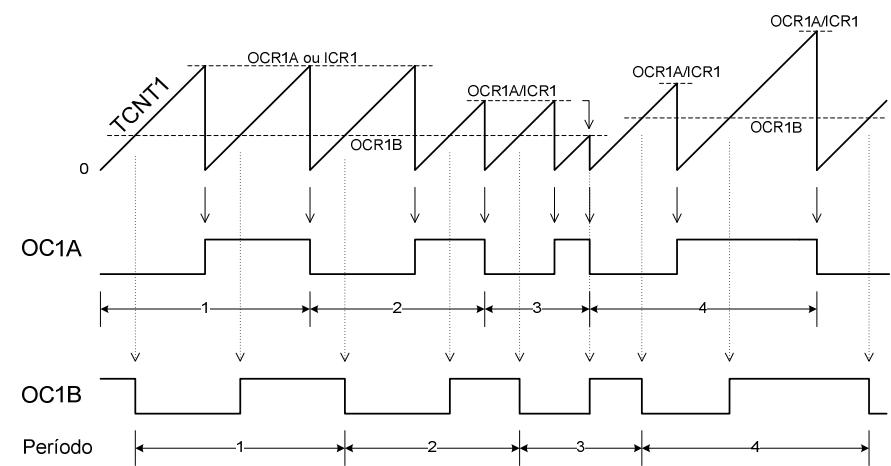 OCR1A/ICR1
OCR1A ou ICR1
OCR1A/ICR1
OCR1A/ICR1
TCNT1
OCR1B
OCR1B
0
OC1A
1 2 3 4
OC1B
Período 1 2 3 4